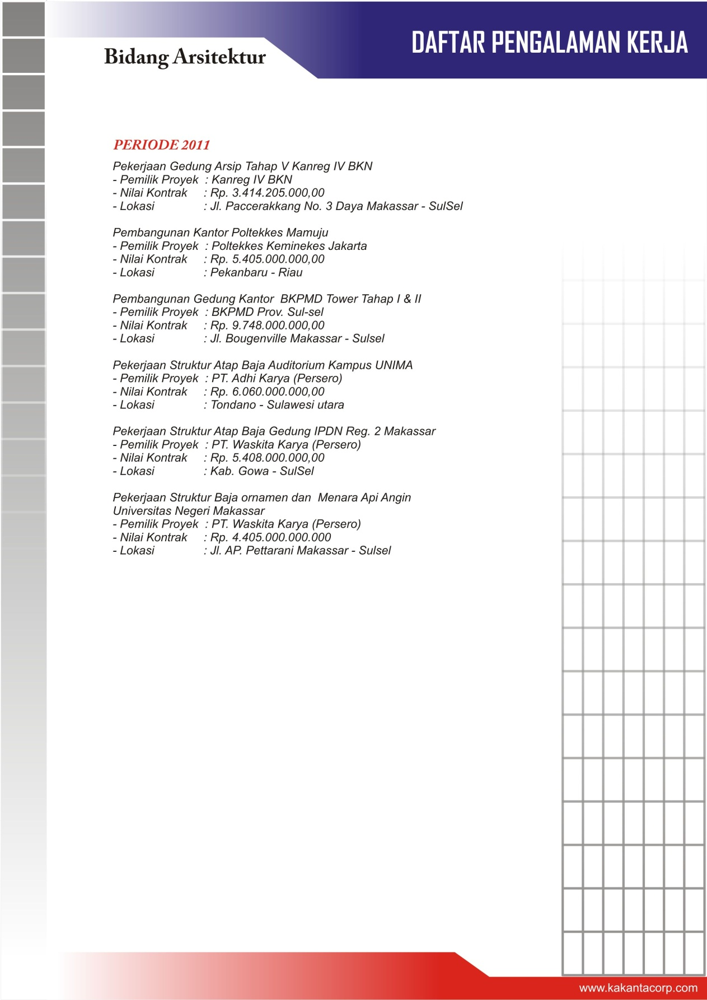 DAFTAR PENGALAMAN KERJA
Bidang Arsitektur
PERIODE 2011
Pekerjaan Gedung Arsip Tahap V Kanreg IV BKN
- Pemilik Proyek : Kanreg IV BKN
- Nilai Kontrak : Rp. 3.414.205.000,00
- Lokasi : Jl. Paccerakkang No. 3 Daya Makassar - SulSel
Pembangunan Kantor Poltekkes Mamuju
- Pemilik Proyek : Poltekkes Keminekes Jakarta
- Nilai Kontrak : Rp. 5.405.000.000,00
- Lokasi : Pekanbaru - Riau
Pembangunan Gedung Kantor BKPMD Tower Tahap I & II
- Pemilik Proyek : BKPMD Prov. Sul-sel
- Nilai Kontrak : Rp. 9.748.000.000,00
- Lokasi : Jl. Bougenville Makassar - Sulsel
Pekerjaan Struktur Atap Baja Auditorium Kampus UNIMA
- Pemilik Proyek : PT. Adhi Karya (Persero)
- Nilai Kontrak : Rp. 6.060.000.000,00
- Lokasi : Tondano - Sulawesi utara
Pekerjaan Struktur Atap Baja Gedung IPDN Reg. 2 Makassar
- Pemilik Proyek : PT. Waskita Karya (Persero)
- Nilai Kontrak : Rp. 5.408.000.000,00
- Lokasi : Kab. Gowa - SulSel
Pekerjaan Struktur Baja ornamen dan Menara Api Angin
Universitas Negeri Makassar
- Pemilik Proyek : PT. Waskita Karya (Persero)
- Nilai Kontrak : Rp. 4.405.000.000.000
- Lokasi : Jl. AP. Pettarani Makassar - Sulsel
www.kakantacorp.com